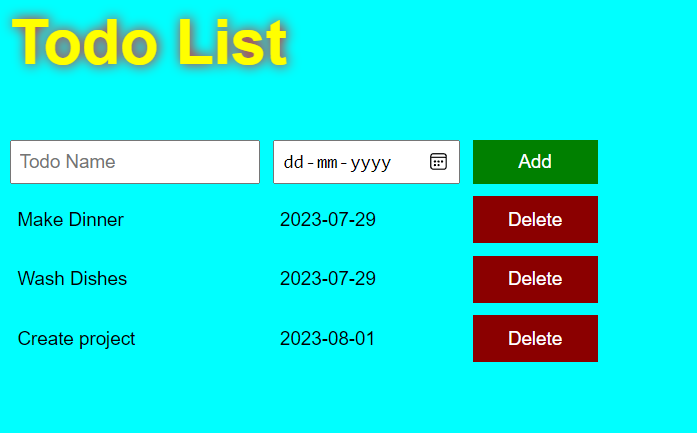 Todo List
Todo Name dd-mm-yyyy Add
Make Dinner 2023-07-29 Delete
Wash Dishes 2023-07-29 Delete
Create project 2023-08-01 Delete